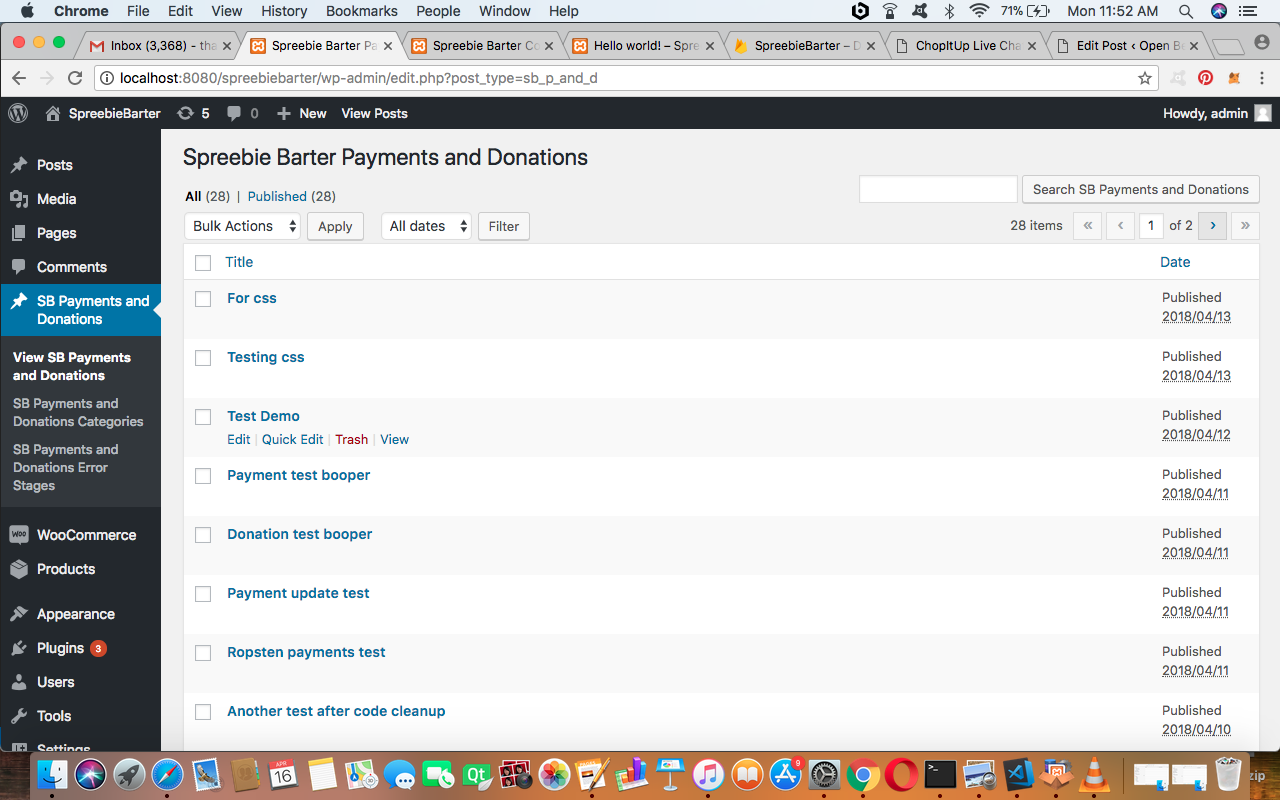 Chrome File Edit View History Bookmarks People Window Help 71% Mon 11:52 AM
Inbox (3,368) - tha Spreebie Barter Pa Spreebie Barter Co Hello world! – Spre SpreebieBarter – D ChopItUp Live Cha Edit Post ‹ Open B
localhost:8080/spreebiebarter/wp-admin/edit.php?post_type=sb_p_and_d
SpreebieBarter 5 0 New View Posts Howdy, admin
Posts
Media
Pages
Comments
SB Payments and
Donations
View SB Payments
and Donations
SB Payments and
Donations Categories
SB Payments and
Donations Error
Stages
WooCommerce
Products
Appearance
Plugins 3
Users
Tools
Settings
Spreebie Barter Payments and Donations
All (28) | Published (28)
Search SB Payments and Donations
Bulk Actions Apply All dates Filter 28 items « ‹ 1 of 2 › »
Title Date
For css Published
2018/04/13
Testing css Published
2018/04/13
Test Demo Published
Edit | Quick Edit | Trash | View 2018/04/12
Payment test booper Published
2018/04/11
Donation test booper Published
2018/04/11
Payment update test Published
2018/04/11
Ropsten payments test Published
2018/04/11
Another test after code cleanup Published
2018/04/10
APR
16
Qt
9
zip